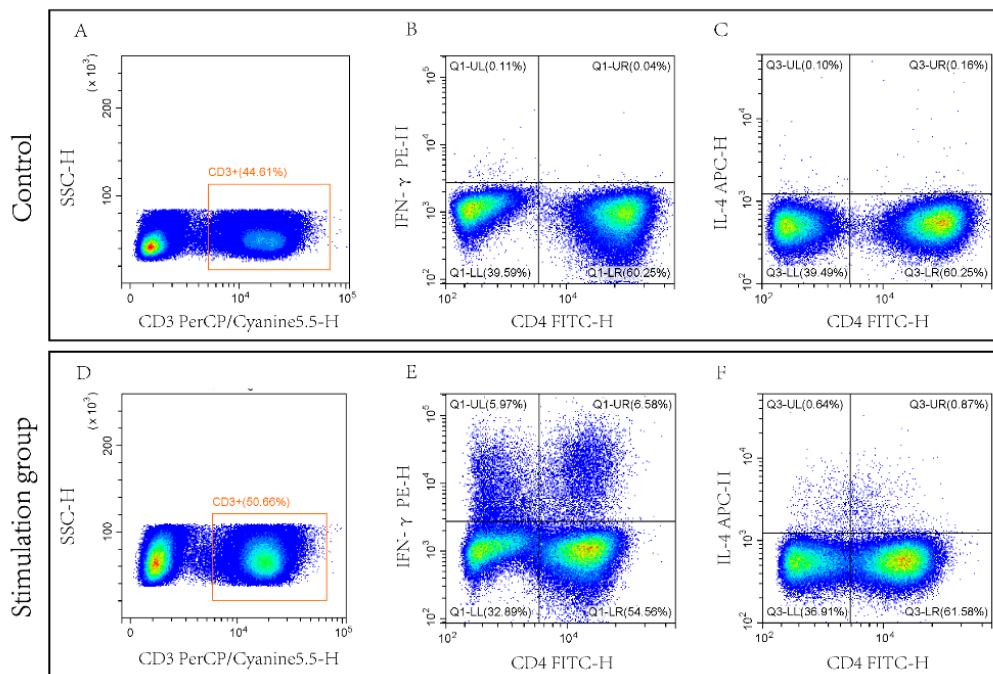 Control
A
(× 10³)
200
100
SSC-H
CD3+(44.61%)
0
10⁴
10⁵
CD3 PerCP/Cyanine5.5-H
B
Q1-UL(0.11%)
Q1-UR(0.04%)
10⁵
10⁴
10³
10²
IFN-γ PE-H
Q1-LL(39.59%)
Q1-LR(60.25%)
10²
10⁴
CD4 FITC-H
C
Q3-UL(0.10%)
Q3-UR(0.16%)
10⁴
10³
10²
IL-4 APC-H
Q3-LL(39.49%)
Q3-LR(60.25%)
10²
10⁴
CD4 FITC-H
Stimulation group
D
(× 10³)
200
100
SSC-H
CD3+(50.66%)
0
10⁴
10⁵
CD3 PerCP/Cyanine5.5-H
E
Q1-UL(5.97%)
Q1-UR(6.58%)
10⁵
10⁴
10³
10²
IFN-γ PE-H
Q1-LL(32.89%)
Q1-LR(54.56%)
10²
10⁴
CD4 FITC-H
F
Q3-UL(0.64%)
Q3-UR(0.87%)
10⁴
10³
10²
IL-4 APC-H
Q3-LL(36.91%)
Q3-LR(61.58%)
10²
10⁴
CD4 FITC-H